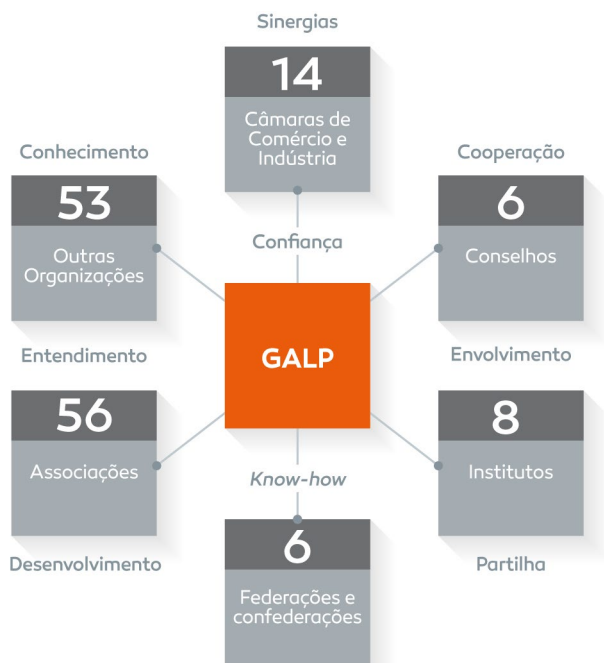 Sinergias
14
Câmaras de
Comércio e
Indústria
Conhecimento
53
Outras
Organizações
Cooperação
6
Conselhos
Confiança
GALP
Entendimento
56
Associações
Envolvimento
8
Institutos
Know-how
Desenvolvimento
6
Federações e
confederações
Partilha